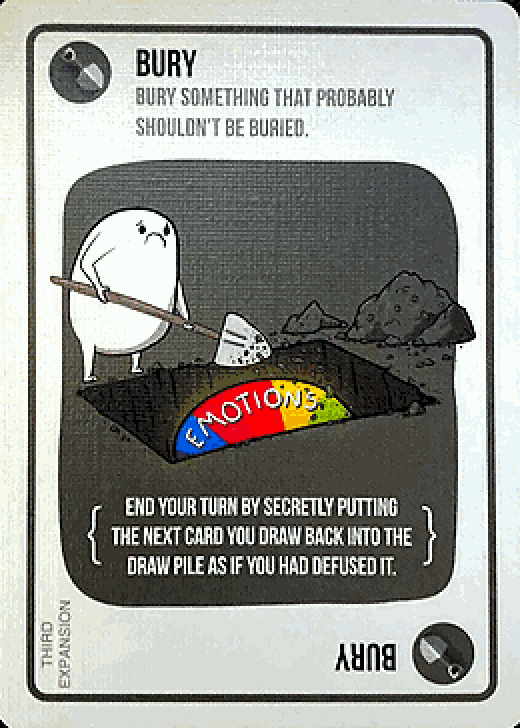 BURY
BURY SOMETHING THAT PROBABLY
SHOULDN'T BE BURIED.
EMOTIONS
END YOUR TURN BY SECRETLY PUTTING
THE NEXT CARD YOU DRAW BACK INTO THE
DRAW PILE AS IF YOU HAD DEFUSED IT.
THIRD
EXPANSION
BURY